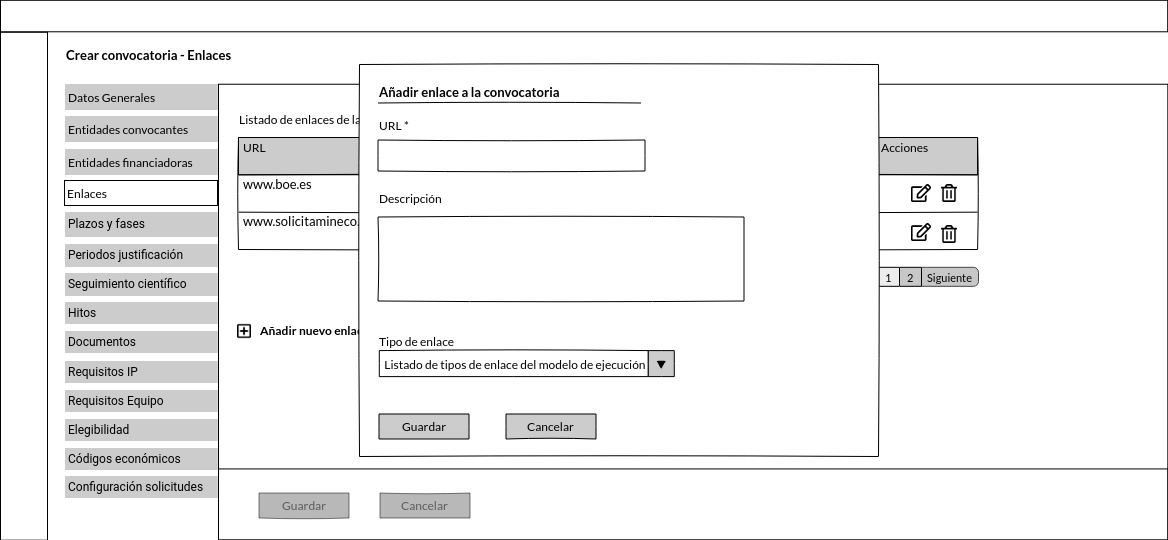 Crear convocatoria - Enlaces
Datos Generales
Entidades convocantes
Entidades financiadoras
Enlaces
Plazos y fases
Periodos justificación
Seguimiento científico
Hitos
Documentos
Requisitos IP
Requisitos Equipo
Elegibilidad
Códigos económicos
Configuración solicitudes
Listado de enlaces de la
URL
Acciones
www.boe.es
www.solicitamineco.
1 2 Siguiente
Añadir nuevo enlac
Añadir enlace a la convocatoria
URL *
Descripción
Tipo de enlace
Listado de tipos de enlace del modelo de ejecución
Guardar Cancelar
Guardar Cancelar